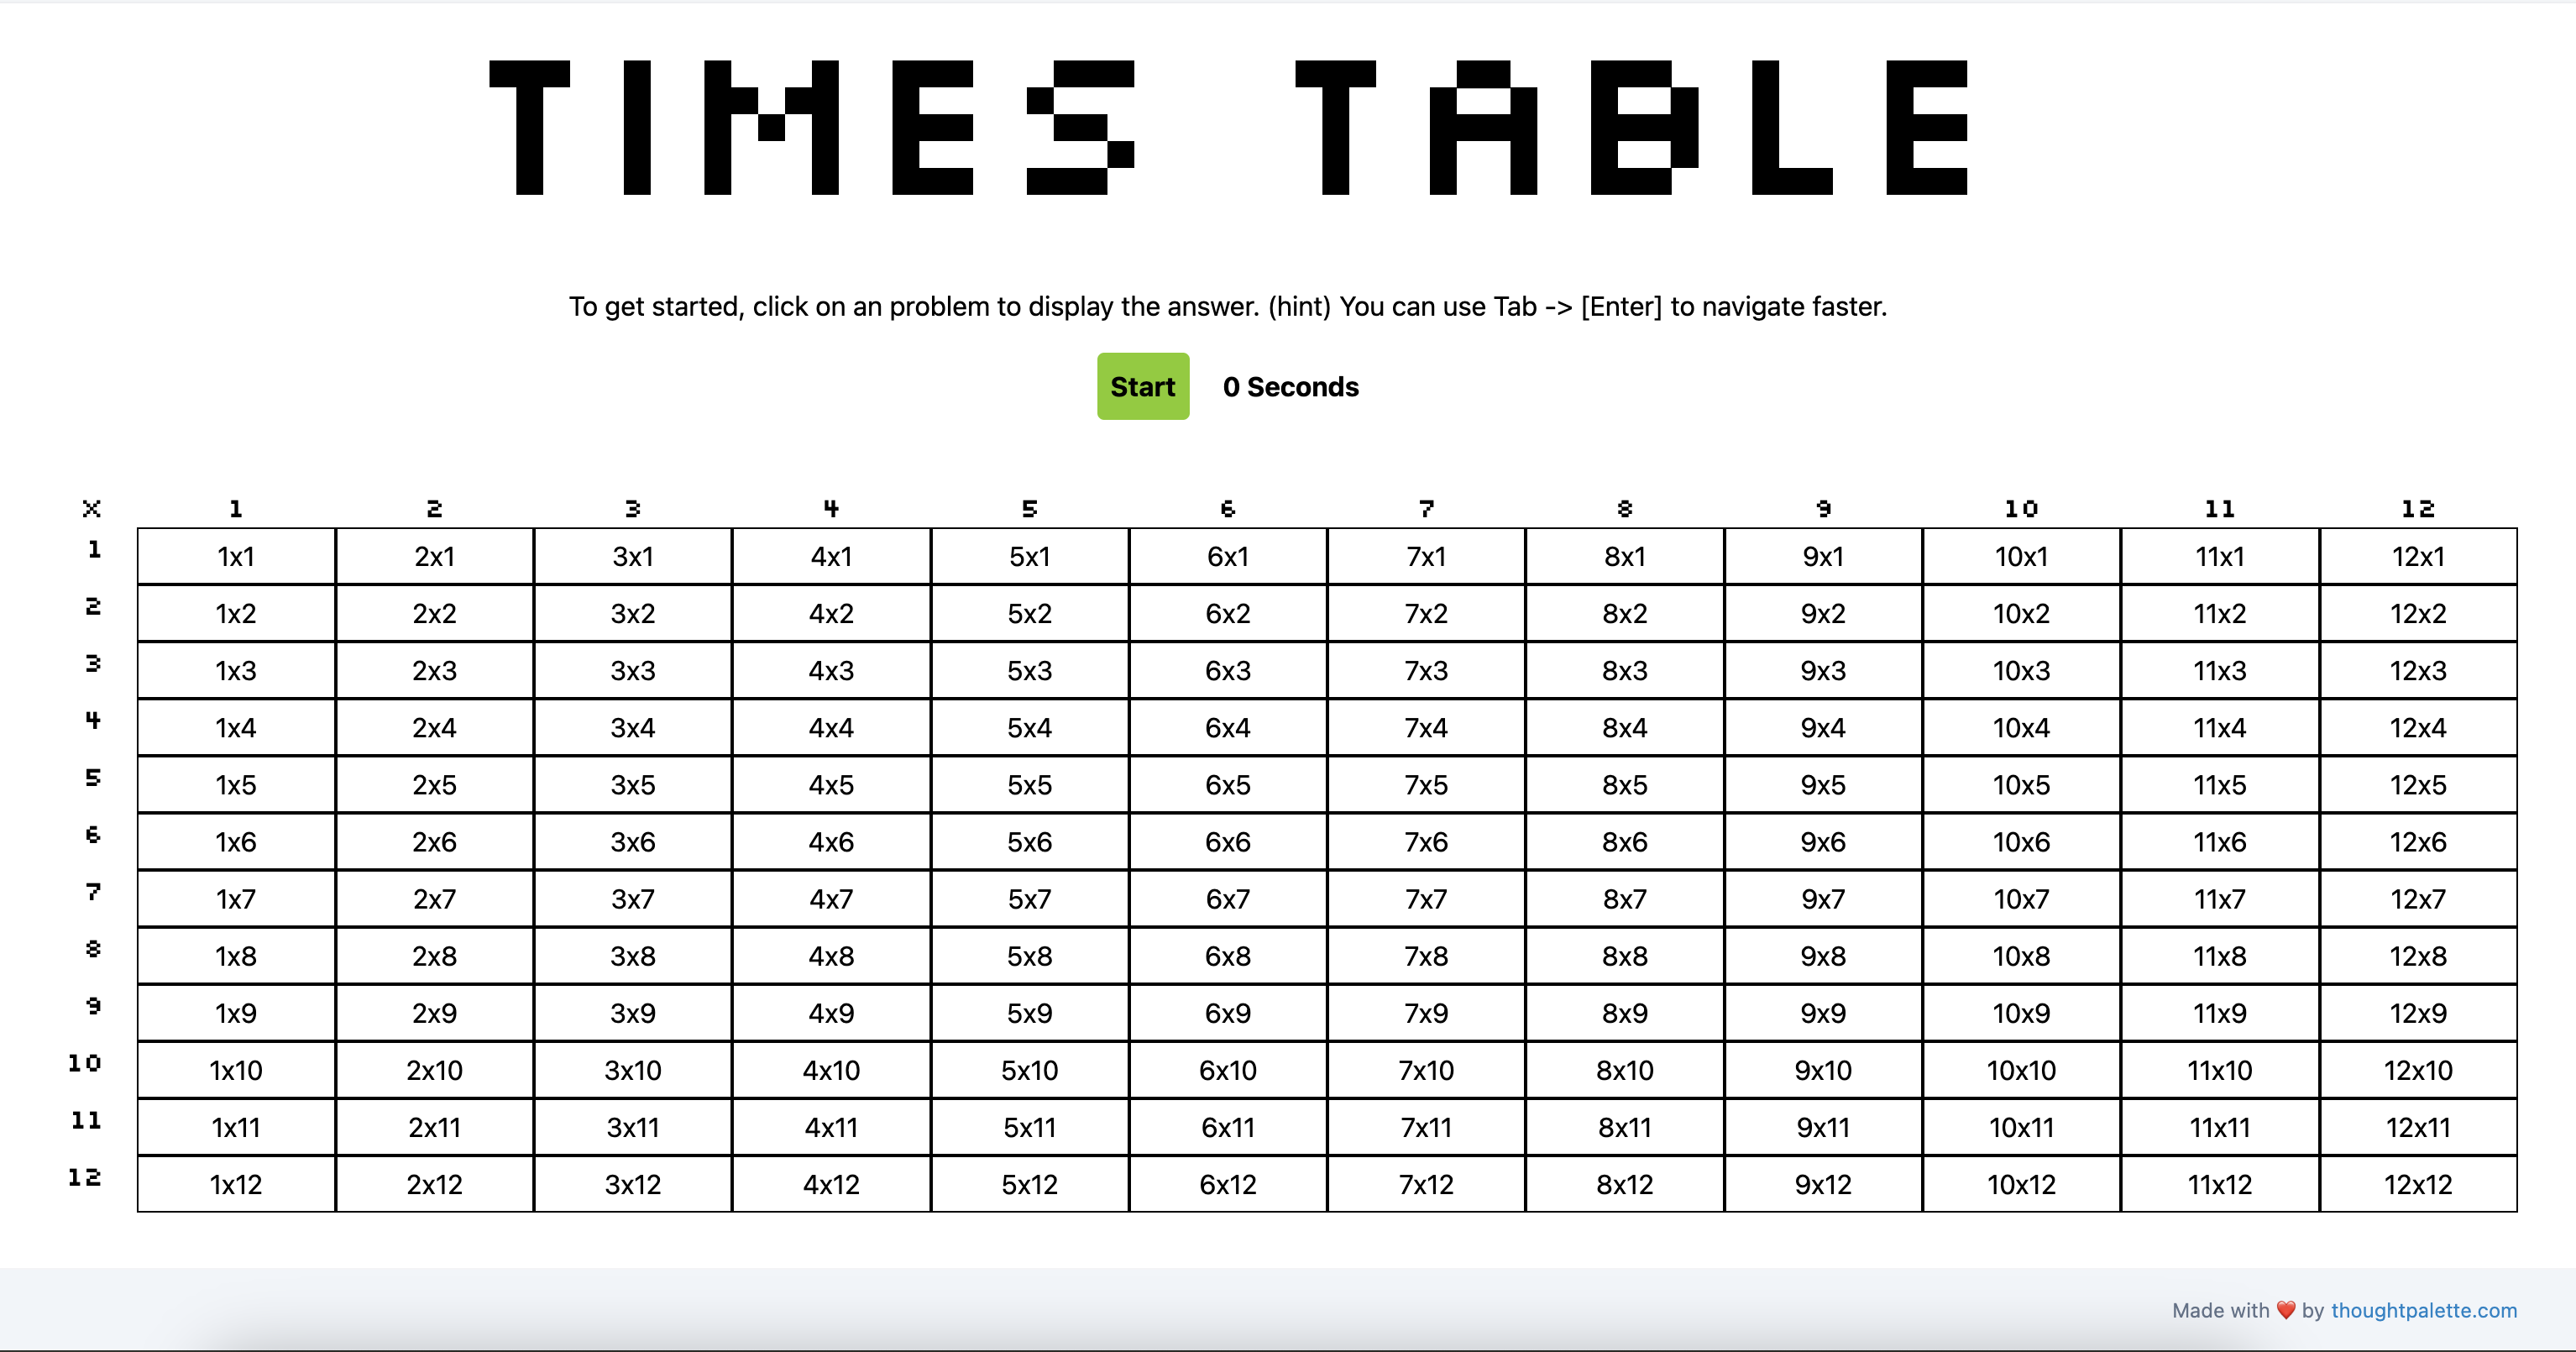 TIMES TABLE
To get started, click on an problem to display the answer. (hint) You can use Tab -> [Enter] to navigate faster.
Start 0 Seconds
X 1 2 3 4 5 6 7 8 9 10 11 12
1 1x1 2x1 3x1 4x1 5x1 6x1 7x1 8x1 9x1 10x1 11x1 12x1
2 1x2 2x2 3x2 4x2 5x2 6x2 7x2 8x2 9x2 10x2 11x2 12x2
3 1x3 2x3 3x3 4x3 5x3 6x3 7x3 8x3 9x3 10x3 11x3 12x3
4 1x4 2x4 3x4 4x4 5x4 6x4 7x4 8x4 9x4 10x4 11x4 12x4
5 1x5 2x5 3x5 4x5 5x5 6x5 7x5 8x5 9x5 10x5 11x5 12x5
6 1x6 2x6 3x6 4x6 5x6 6x6 7x6 8x6 9x6 10x6 11x6 12x6
7 1x7 2x7 3x7 4x7 5x7 6x7 7x7 8x7 9x7 10x7 11x7 12x7
8 1x8 2x8 3x8 4x8 5x8 6x8 7x8 8x8 9x8 10x8 11x8 12x8
9 1x9 2x9 3x9 4x9 5x9 6x9 7x9 8x9 9x9 10x9 11x9 12x9
10 1x10 2x10 3x10 4x10 5x10 6x10 7x10 8x10 9x10 10x10 11x10 12x10
11 1x11 2x11 3x11 4x11 5x11 6x11 7x11 8x11 9x11 10x11 11x11 12x11
12 1x12 2x12 3x12 4x12 5x12 6x12 7x12 8x12 9x12 10x12 11x12 12x12
Made with ❤️ by thoughtpalette.com